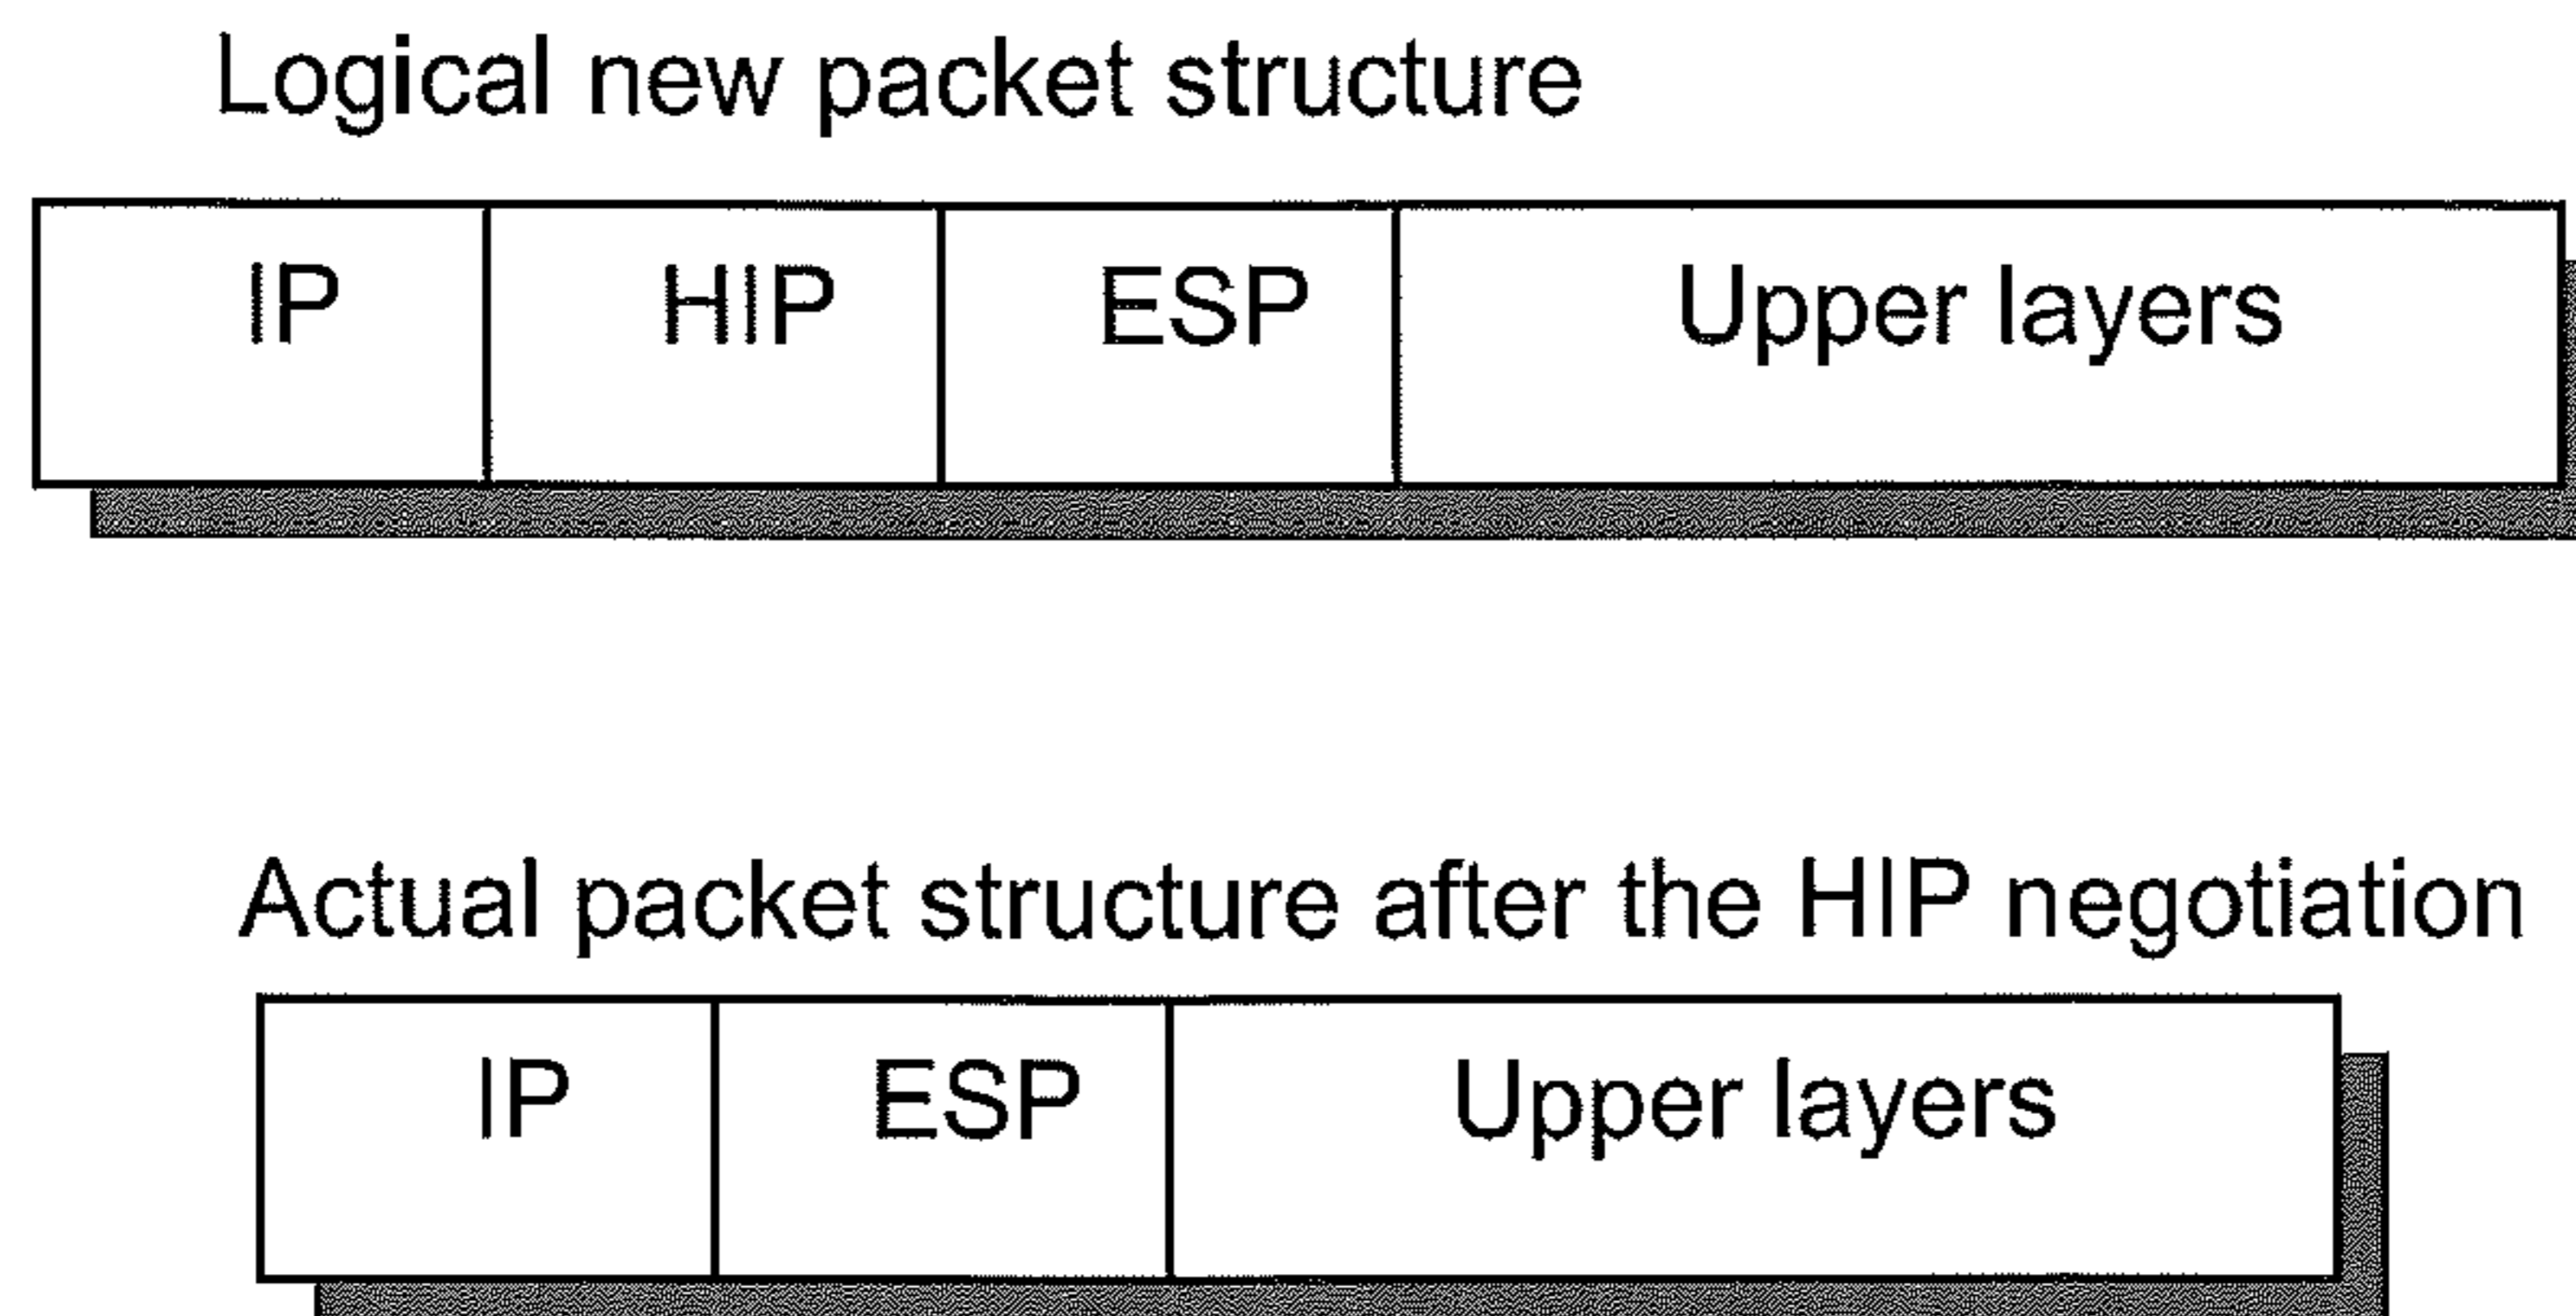 Logical new packet structure
IP HIP ESP Upper layers
Actual packet structure after the HIP negotiation
IP ESP Upper layers